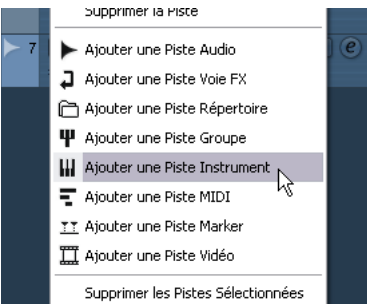 Supprimer la Piste
7
Ajouter une Piste Audio
e
Ajouter une Piste Voie FX
Ajouter une Piste Répertoire
Ajouter une Piste Groupe
Ajouter une Piste Instrument
Ajouter une Piste MIDI
Ajouter une Piste Marker
Ajouter une Piste Vidéo
Supprimer les Pistes Sélectionnées